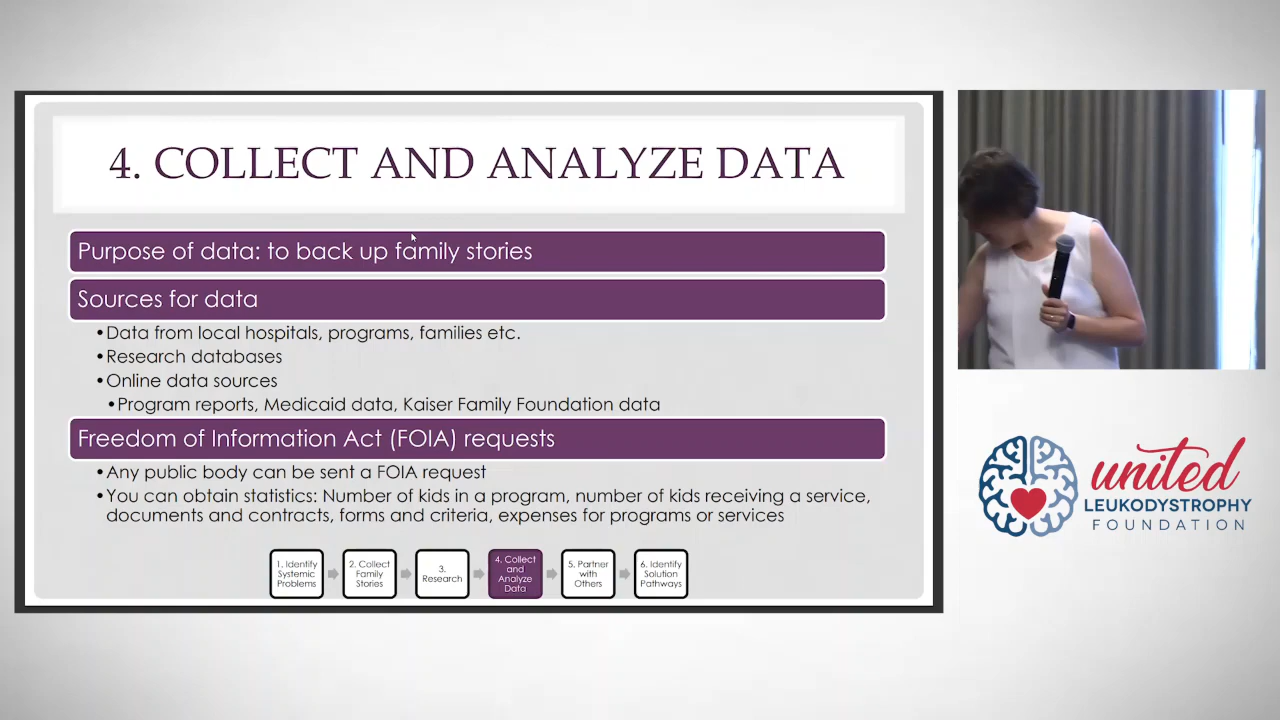 4. COLLECT AND ANALYZE DATA
Purpose of data: to back up family stories
Sources for data
•Data from local hospitals, programs, families etc.
•Research databases
•Online data sources
•Program reports, Medicaid data, Kaiser Family Foundation data
Freedom of Information Act (FOIA) requests
•Any public body can be sent a FOIA request
•You can obtain statistics: Number of kids in a program, number of kids receiving a service,
documents and contracts, forms and criteria, expenses for programs or services
1. Identify
Systemic
Problems
2. Collect
Family
Stories
3.
Research
4. Collect
and
Analyze
Data
5. Partner
with
Others
6. Identify
Solution
Pathways
united
LEUKODYSTROPHY
FOUNDATION